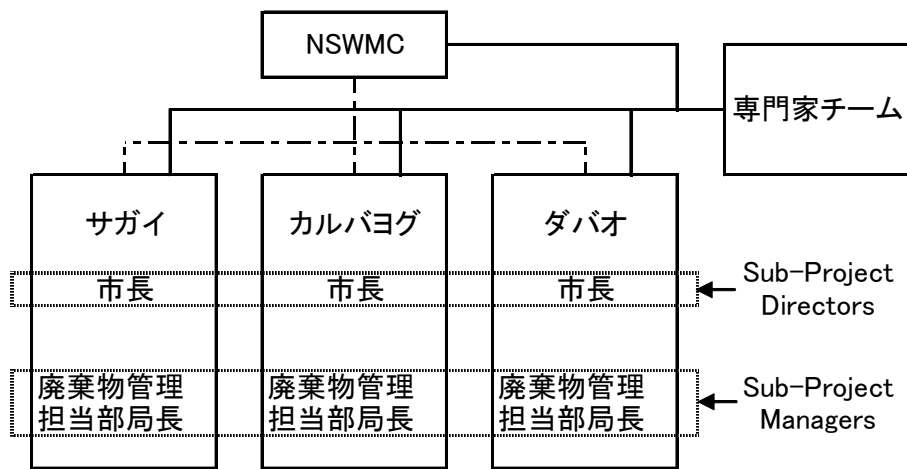 NSWMC
専門家チーム
サガイ
カルバヨグ
ダバオ
市長
市長
市長
Sub-Project
Directors
廃棄物管理
担当部局長
廃棄物管理
担当部局長
廃棄物管理
担当部局長
Sub-Project
Managers